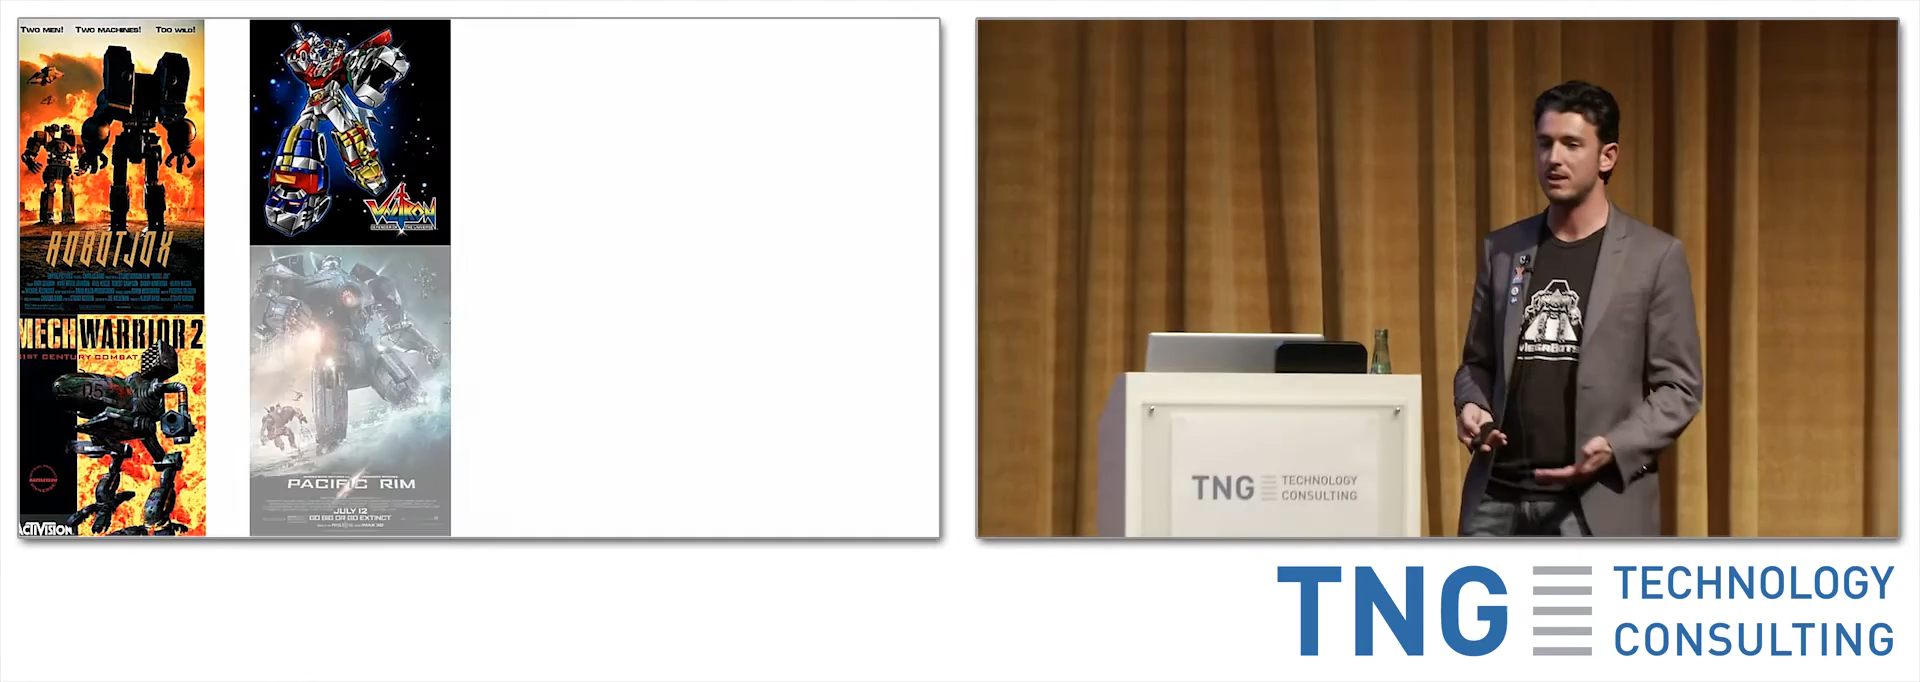 TWO MEN! TWO MACHINES! TOO WILD!
ROBOTJOX
MECHWARRIOR 2
31ST CENTURY COMBAT
ACTIVISION
VOLTRON
DEFENDER OF THE UNIVERSE
PACIFIC RIM
JULY 12
GO BIG OR GO EXTINCT
MEGABOTS
TNG TECHNOLOGY
CONSULTING
TNG TECHNOLOGY
CONSULTING